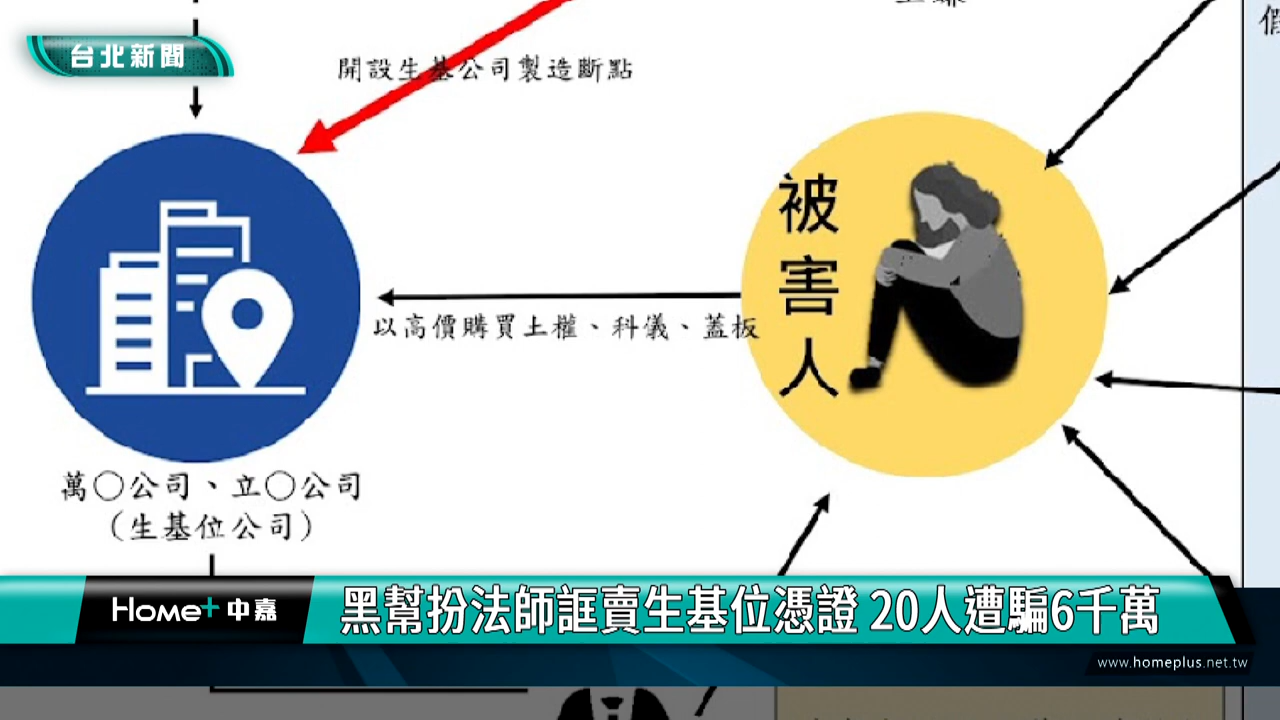 台北新聞
開設生基公司製造斷點
被害人
以高價購買土權、科儀、蓋板
萬○公司、立○公司
（生基位公司）
Home+中嘉
黑幫扮法師誆賣生基位憑證 20人遭騙6千萬
www.homeplus.net.tw